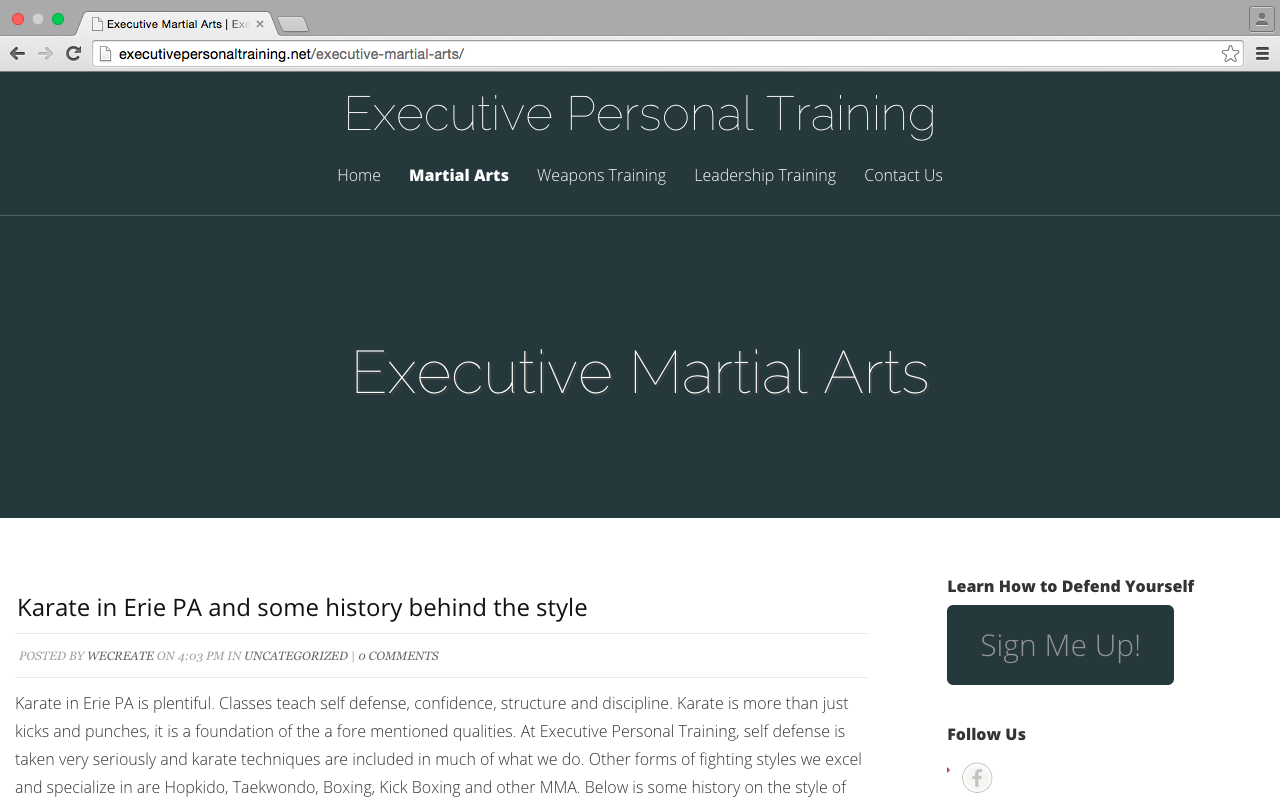 Executive Martial Arts | Exe
executivepersonaltraining.net/executive-martial-arts/
Executive Personal Training
Home Martial Arts Weapons Training Leadership Training Contact Us
Executive Martial Arts
Karate in Erie PA and some history behind the style
POSTED BY WECREATE ON 4:03 PM IN UNCATEGORIZED | 0 COMMENTS
Karate in Erie PA is plentiful. Classes teach self defense, confidence, structure and discipline. Karate is more than just
kicks and punches, it is a foundation of the a fore mentioned qualities. At Executive Personal Training, self defense is
taken very seriously and karate techniques are included in much of what we do. Other forms of fighting styles we excel
and specialize in are Hopkido, Taekwondo, Boxing, Kick Boxing and other MMA. Below is some history on the style of
Learn How to Defend Yourself
Sign Me Up!
Follow Us